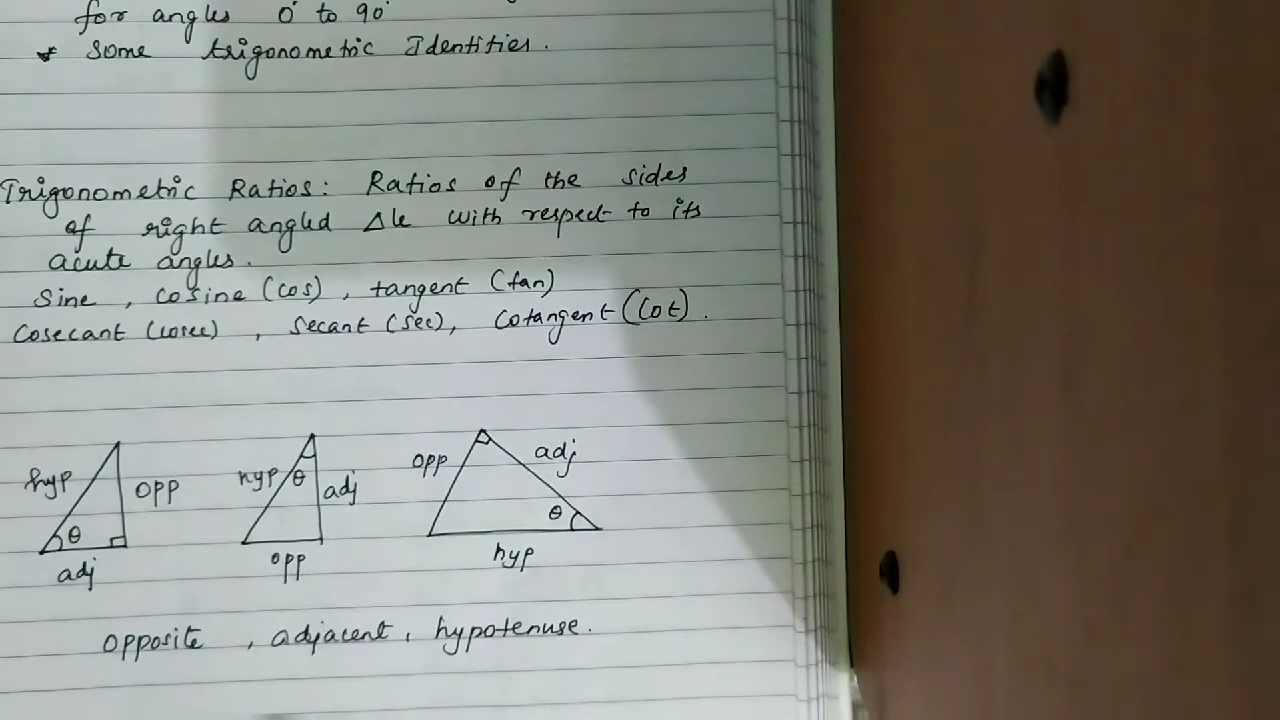 for angles 0° to 90°
* Some trigonometric Identities.
Trigonometric Ratios: Ratios of the sides
of right angled Δle with respect to its
acute angles.
Sine, cosine (cos), tangent (tan)
Cosecant (cosec), secant (sec), cotangent (cot).
hyp opp θ adj
hyp θ adj opp
opp adj θ hyp
opposite, adjacent, hypotenuse.